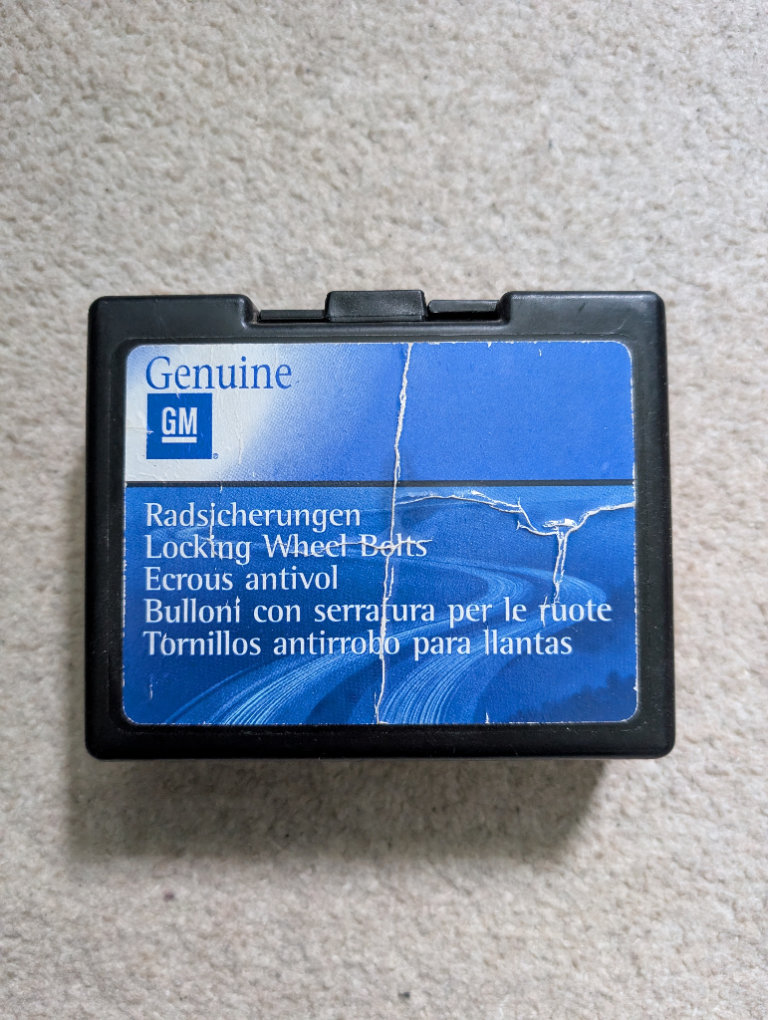 Genuine
GM
Radsicherungen
Locking Wheel Bolts
Ecrous antivol
Bulloni con serratura per le ruote
Tornillos antirrobo para llantas